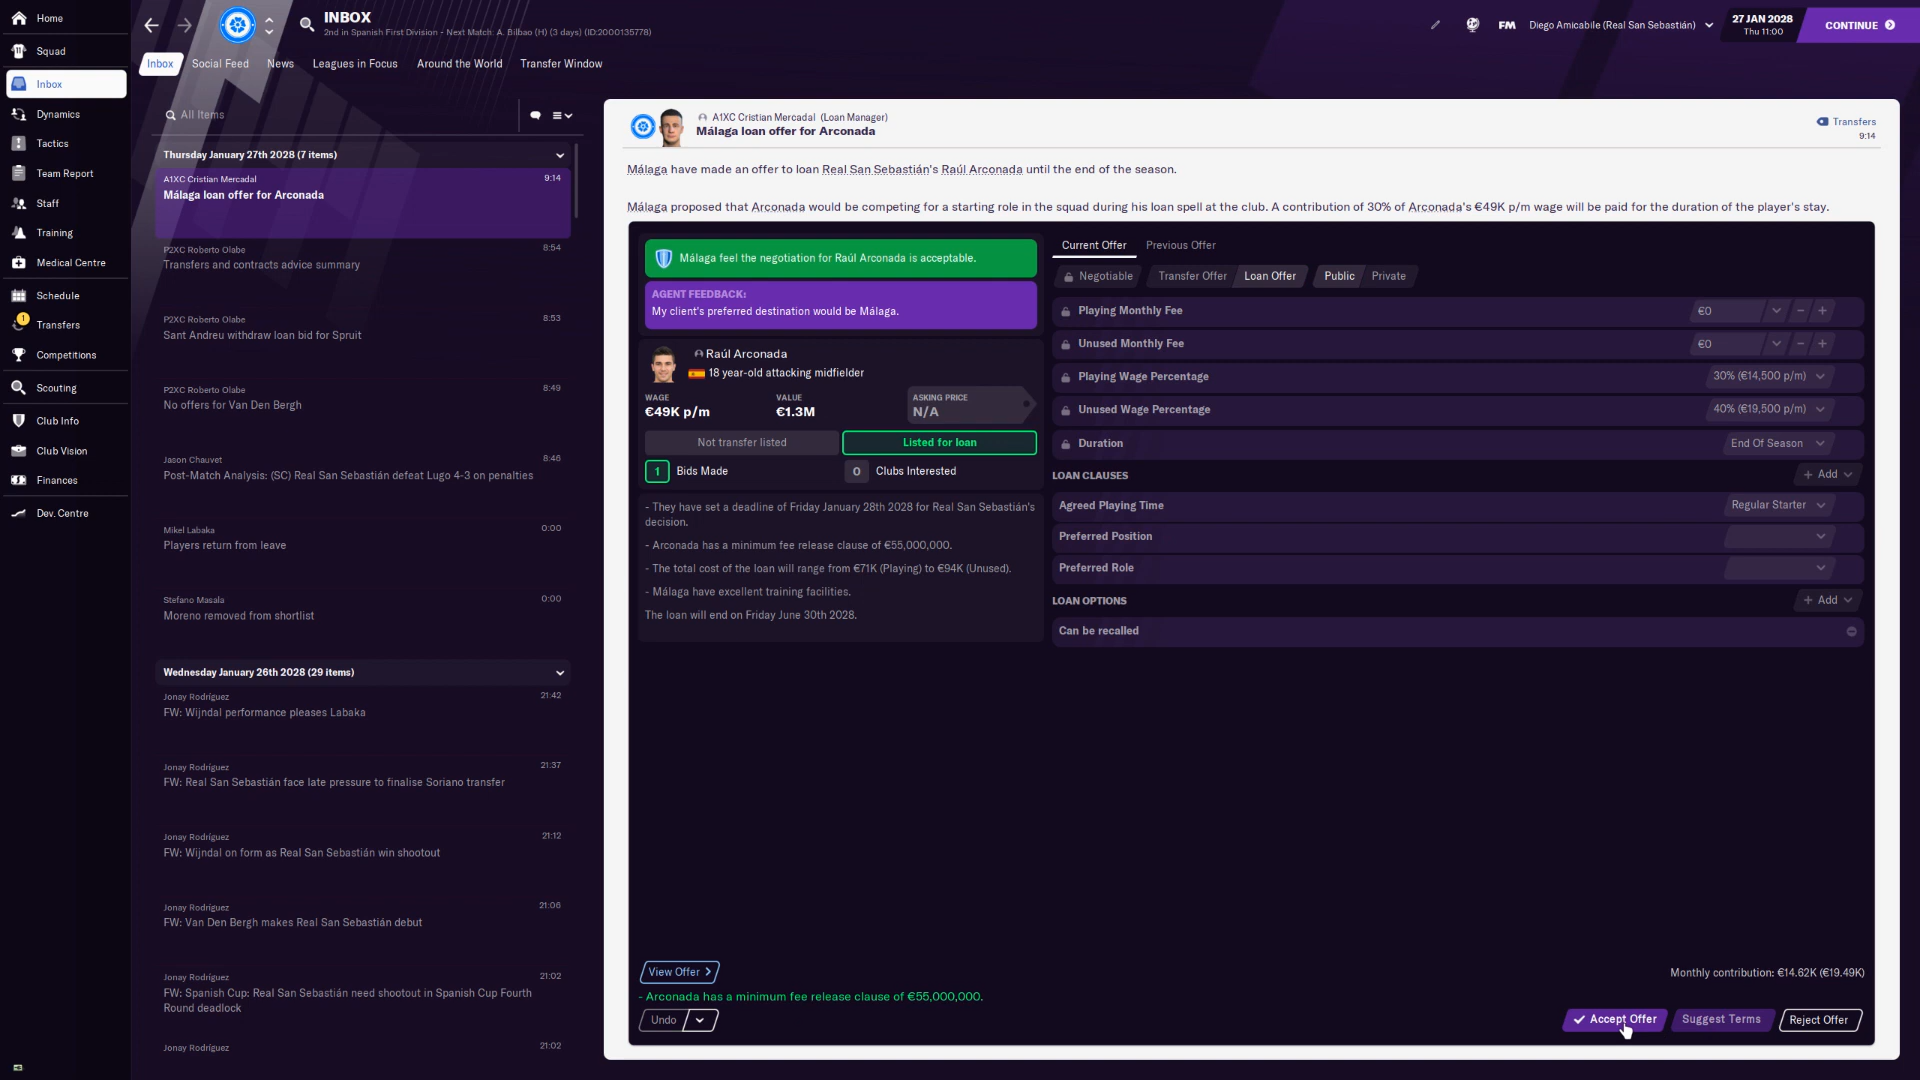 Home
Squad
Inbox
Dynamics
Tactics
Team Report
Staff
Training
Medical Centre
Schedule
1
Transfers
Competitions
Scouting
Club Info
Club Vision
Finances
Dev. Centre
INBOX
2nd in Spanish First Division - Next Match: A. Bilbao (H) (3 days) (ID:2000135778)
FM
Diego Amicabile (Real San Sebastián)
27 JAN 2028
Thu 11:00
CONTINUE
Inbox
Social Feed
News
Leagues in Focus
Around the World
Transfer Window
All Items
Thursday January 27th 2028 (7 items)
A1XC Cristian Mercadal
9:14
Málaga loan offer for Arconada
P2XC Roberto Olabe
8:54
Transfers and contracts advice summary
P2XC Roberto Olabe
8:53
Sant Andreu withdraw loan bid for Spruit
P2XC Roberto Olabe
8:49
No offers for Van Den Bergh
Jason Chauvet
8:46
Post-Match Analysis: (SC) Real San Sebastián defeat Lugo 4-3 on penalties
Mikel Labaka
0:00
Players return from leave
Stefano Masala
0:00
Moreno removed from shortlist
Wednesday January 26th 2028 (29 items)
Jonay Rodríguez
21:42
FW: Wijndal performance pleases Labaka
Jonay Rodríguez
21:37
FW: Real San Sebastián face late pressure to finalise Soriano transfer
Jonay Rodríguez
21:12
FW: Wijndal on form as Real San Sebastián win shootout
Jonay Rodríguez
21:06
FW: Van Den Bergh makes Real San Sebastián debut
Jonay Rodríguez
21:02
FW: Spanish Cup: Real San Sebastián need shootout in Spanish Cup Fourth
Round deadlock
Jonay Rodríguez
21:02
A1XC Cristian Mercadal (Loan Manager)
Málaga loan offer for Arconada
Transfers
9:14
Málaga have made an offer to loan Real San Sebastián's Raúl Arconada until the end of the season.
Málaga proposed that Arconada would be competing for a starting role in the squad during his loan spell at the club. A contribution of 30% of Arconada's €49K p/m wage will be paid for the duration of the player's stay.
Málaga feel the negotiation for Raúl Arconada is acceptable.
AGENT FEEDBACK:
My client's preferred destination would be Málaga.
Raúl Arconada
18 year-old attacking midfielder
WAGE
€49K p/m
VALUE
€1.3M
ASKING PRICE
N/A
Not transfer listed
Listed for loan
1 Bids Made
0 Clubs Interested
- They have set a deadline of Friday January 28th 2028 for Real San Sebastián's
decision.
- Arconada has a minimum fee release clause of €55,000,000.
- The total cost of the loan will range from €71K (Playing) to €94K (Unused).
- Málaga have excellent training facilities.
The loan will end on Friday June 30th 2028.
Current Offer
Previous Offer
Negotiable
Transfer Offer
Loan Offer
Public
Private
Playing Monthly Fee
€0
Unused Monthly Fee
€0
Playing Wage Percentage
30% (€14,500 p/m)
Unused Wage Percentage
40% (€19,500 p/m)
Duration
End Of Season
LOAN CLAUSES
+ Add
Agreed Playing Time
Regular Starter
Preferred Position
Preferred Role
LOAN OPTIONS
+ Add
Can be recalled
View Offer
Monthly contribution: €14.62K (€19.49K)
- Arconada has a minimum fee release clause of €55,000,000.
Undo
Accept Offer
Suggest Terms
Reject Offer